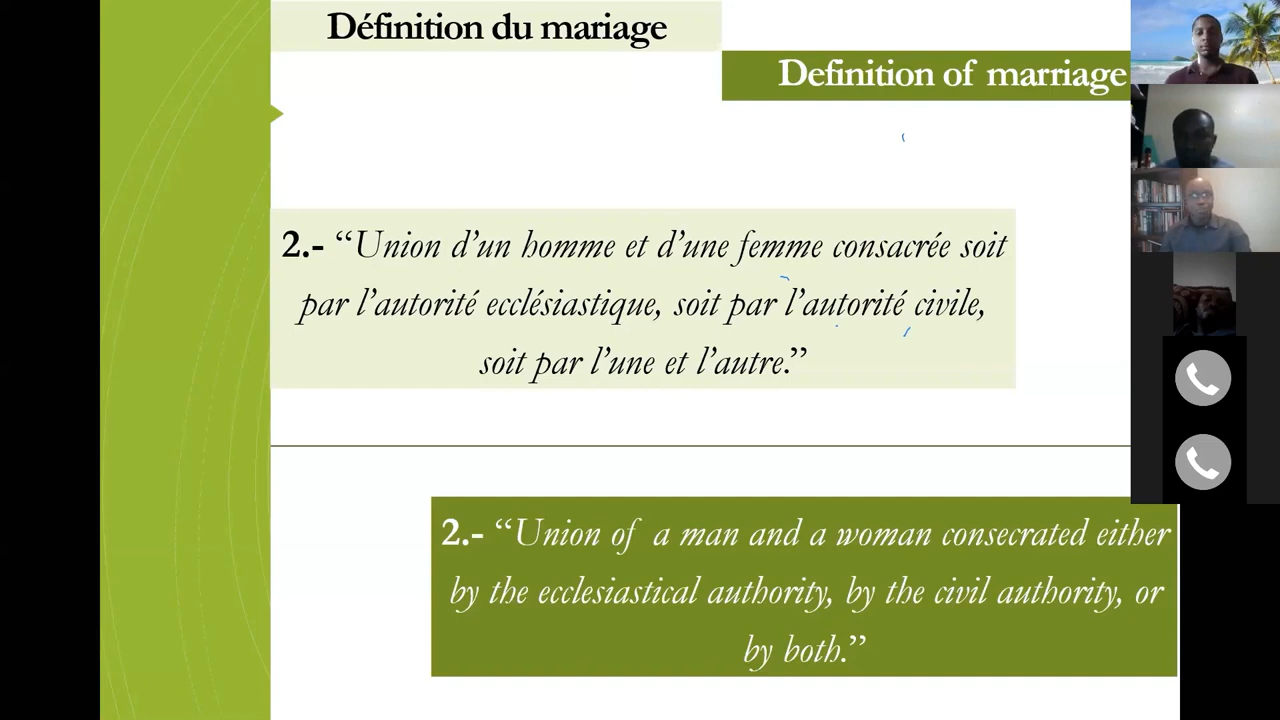 Définition du mariage
Definition of marriage
2.- “Union d’un homme et d’une femme consacrée soit
par l’autorité ecclésiastique, soit par l’autorité civile,
soit par l’une et l’autre.”
2.- “Union of a man and a woman consecrated either
by the ecclesiastical authority, by the civil authority, or
by both.”